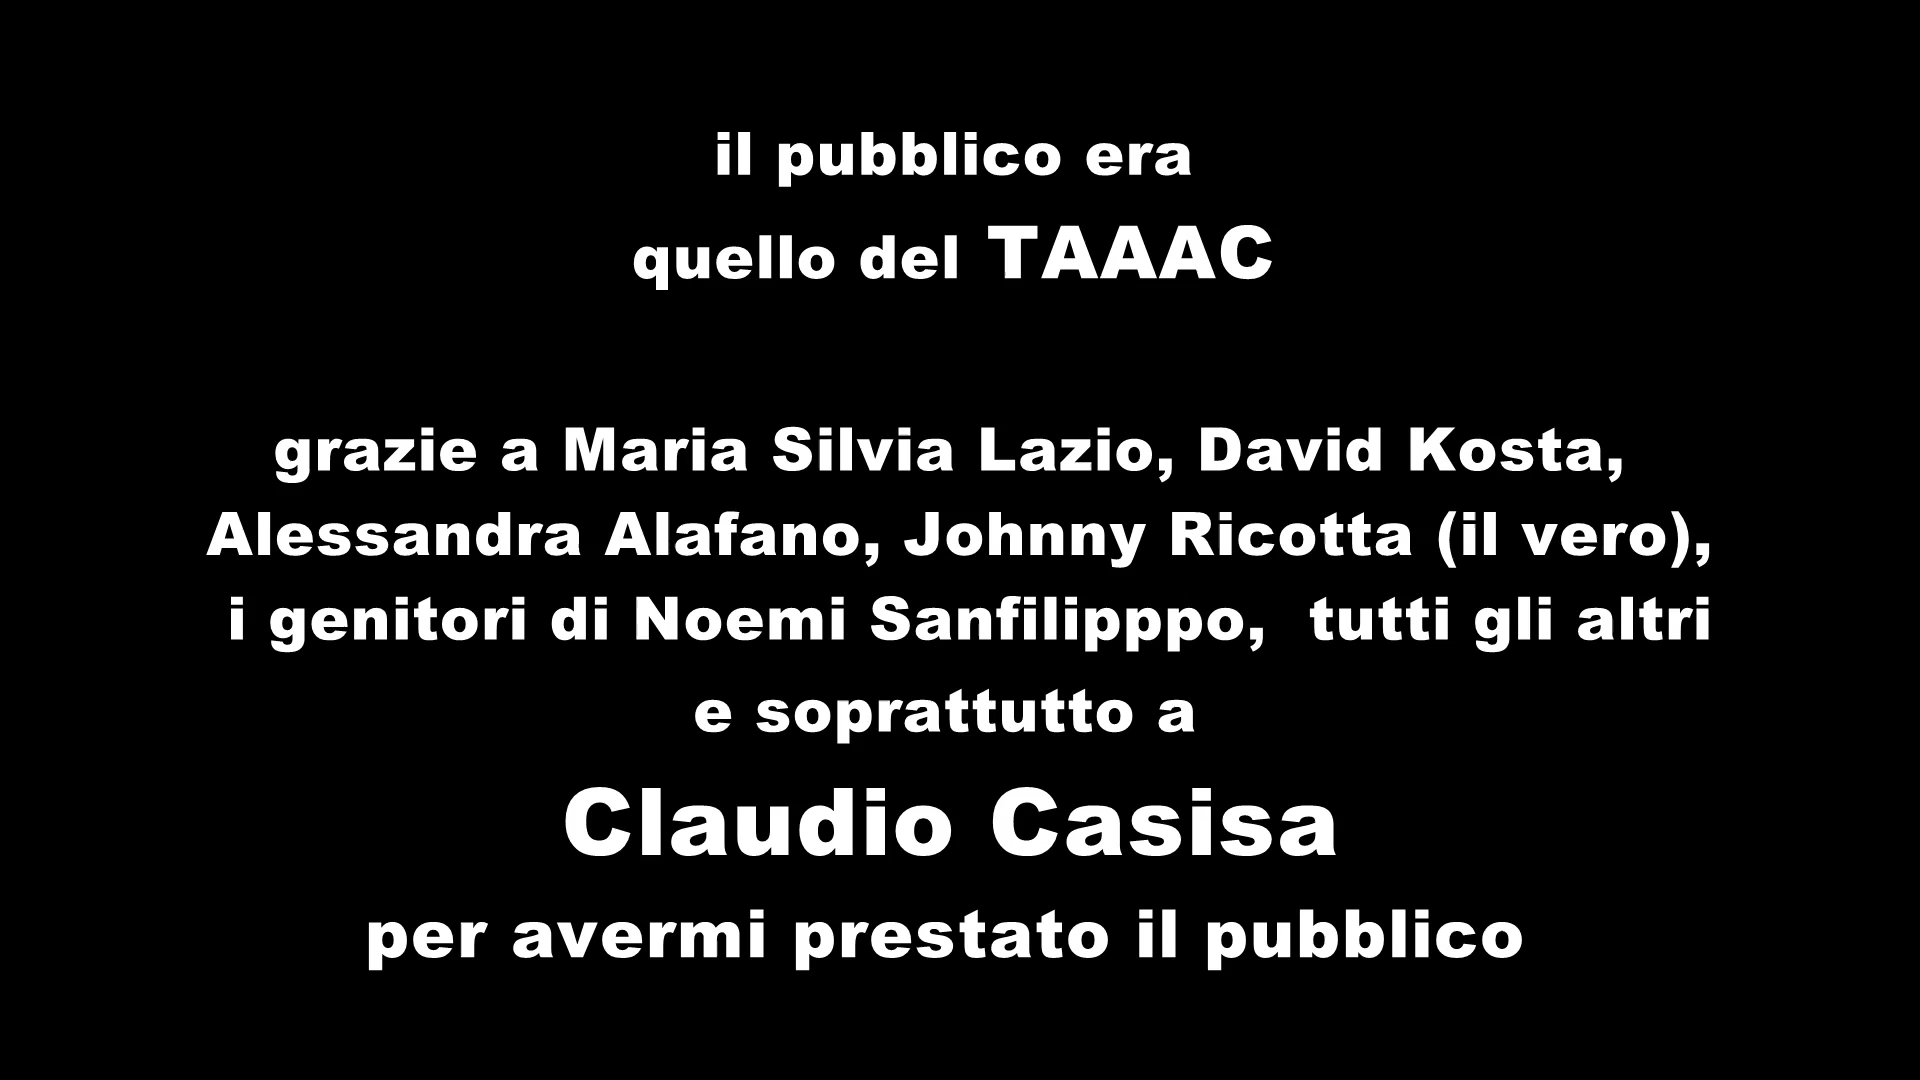 il pubblico era
quello del TAAAC
grazie a Maria Silvia Lazio, David Kosta,
Alessandra Alafano, Johnny Ricotta (il vero),
i genitori di Noemi Sanfilipppo, tutti gli altri
e soprattutto a
Claudio Casisa
per avermi prestato il pubblico